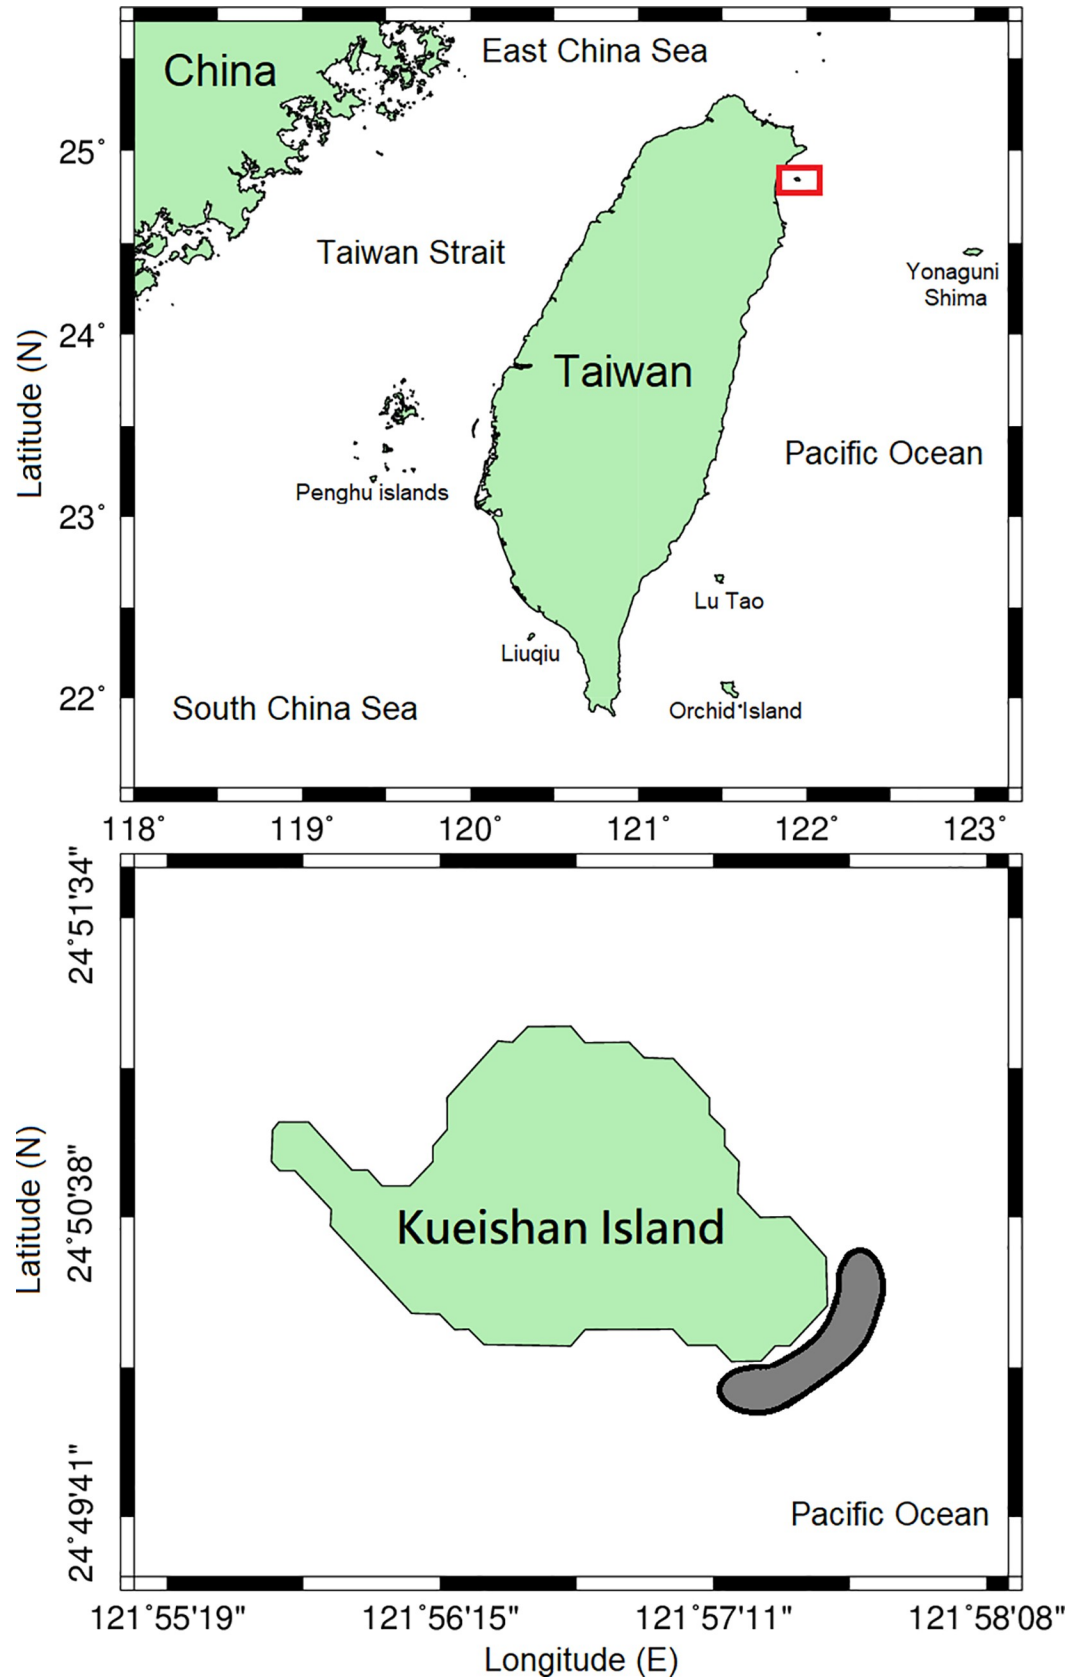 East China Sea
China
25°
Taiwan Strait
Yonaguni
Shima
24°
Taiwan
Latitude (N)
Pacific Ocean
Penghu islands
23°
Lu Tao
Liuqiu
22°
South China Sea
Orchid Island
118°
119°
120°
121°
122°
123°
24°51'34"
24°50'38"
Latitude (N)
Kueishan Island
24°49'41"
Pacific Ocean
121°55'19"
121°56'15"
121°57'11"
121°58'08"
Longitude (E)